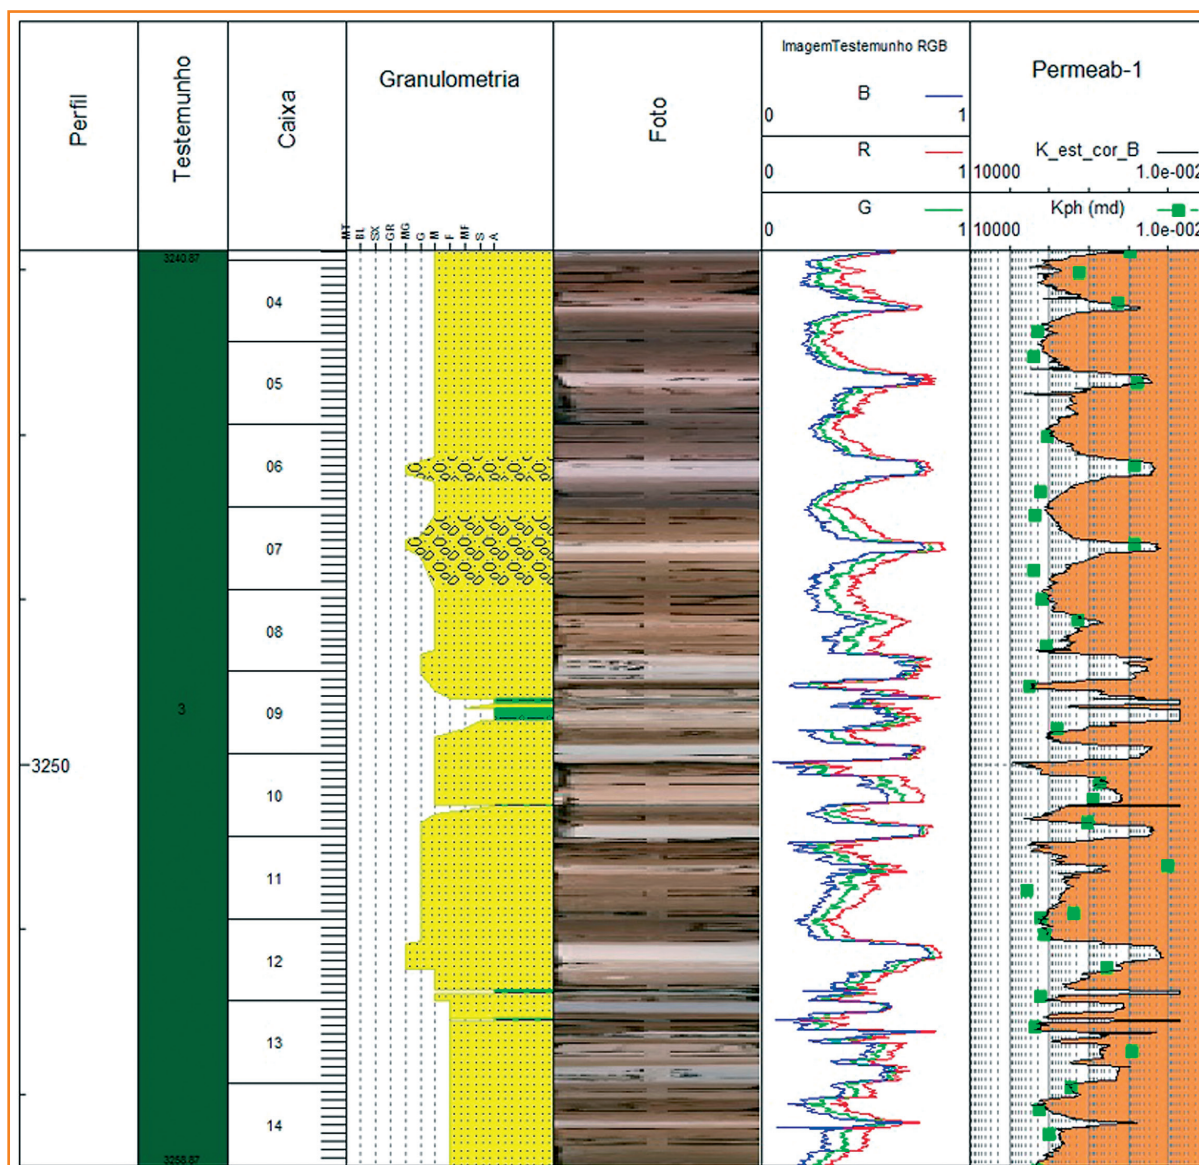 Perfil
Testemunho
Caixa
Granulometria
Foto
ImagemTestemunho RGB
B
0 1
R
0 1
G
0 1
Permeab-1
K_est_cor_B
10000 1.0e-002
Kph (md)
10000 1.0e-002
MT
BL
SX
GR
MG
G
M
F
MF
S
A
3240.87
04
05
06
07
08
3
09
3250
10
11
12
13
14
3258.87